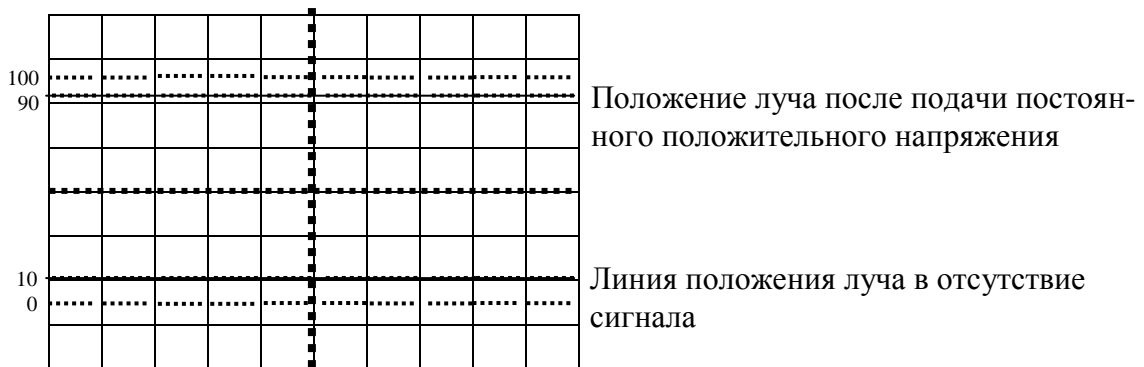 100
90
Положение луча после подачи постоян-
ного положительного напряжения
10
0
Линия положения луча в отсутствие
сигнала